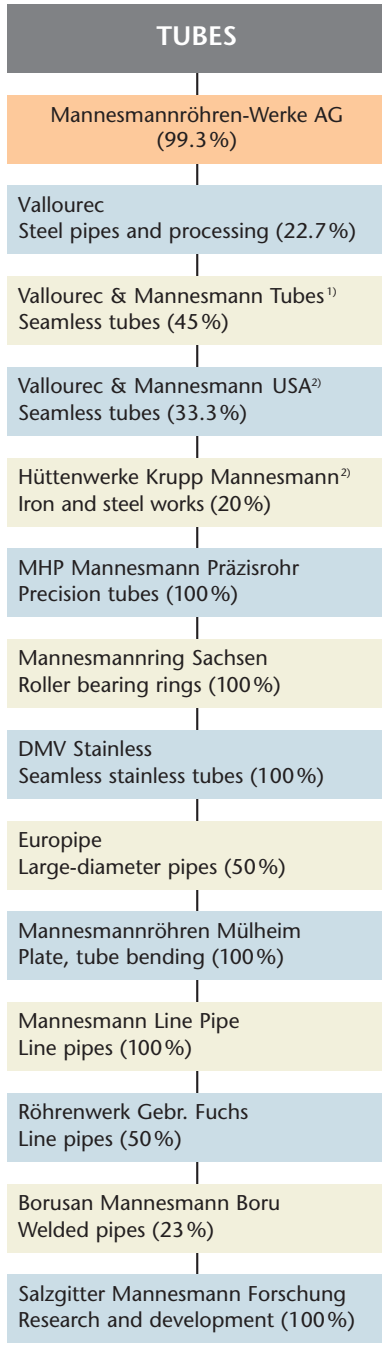 TUBES
Mannesmannröhren-Werke AG
(99.3%)
Vallourec
Steel pipes and processing (22.7%)
Vallourec & Mannesmann Tubes¹⁾
Seamless tubes (45%)
Vallourec & Mannesmann USA²⁾
Seamless tubes (33.3%)
Hüttenwerke Krupp Mannesmann²⁾
Iron and steel works (20%)
MHP Mannesmann Präzisrohr
Precision tubes (100%)
Mannesmannring Sachsen
Roller bearing rings (100%)
DMV Stainless
Seamless stainless tubes (100%)
Europipe
Large-diameter pipes (50%)
Mannesmannröhren Mülheim
Plate, tube bending (100%)
Mannesmann Line Pipe
Line pipes (100%)
Röhrenwerk Gebr. Fuchs
Line pipes (50%)
Borusan Mannesmann Boru
Welded pipes (23%)
Salzgitter Mannesmann Forschung
Research and development (100%)